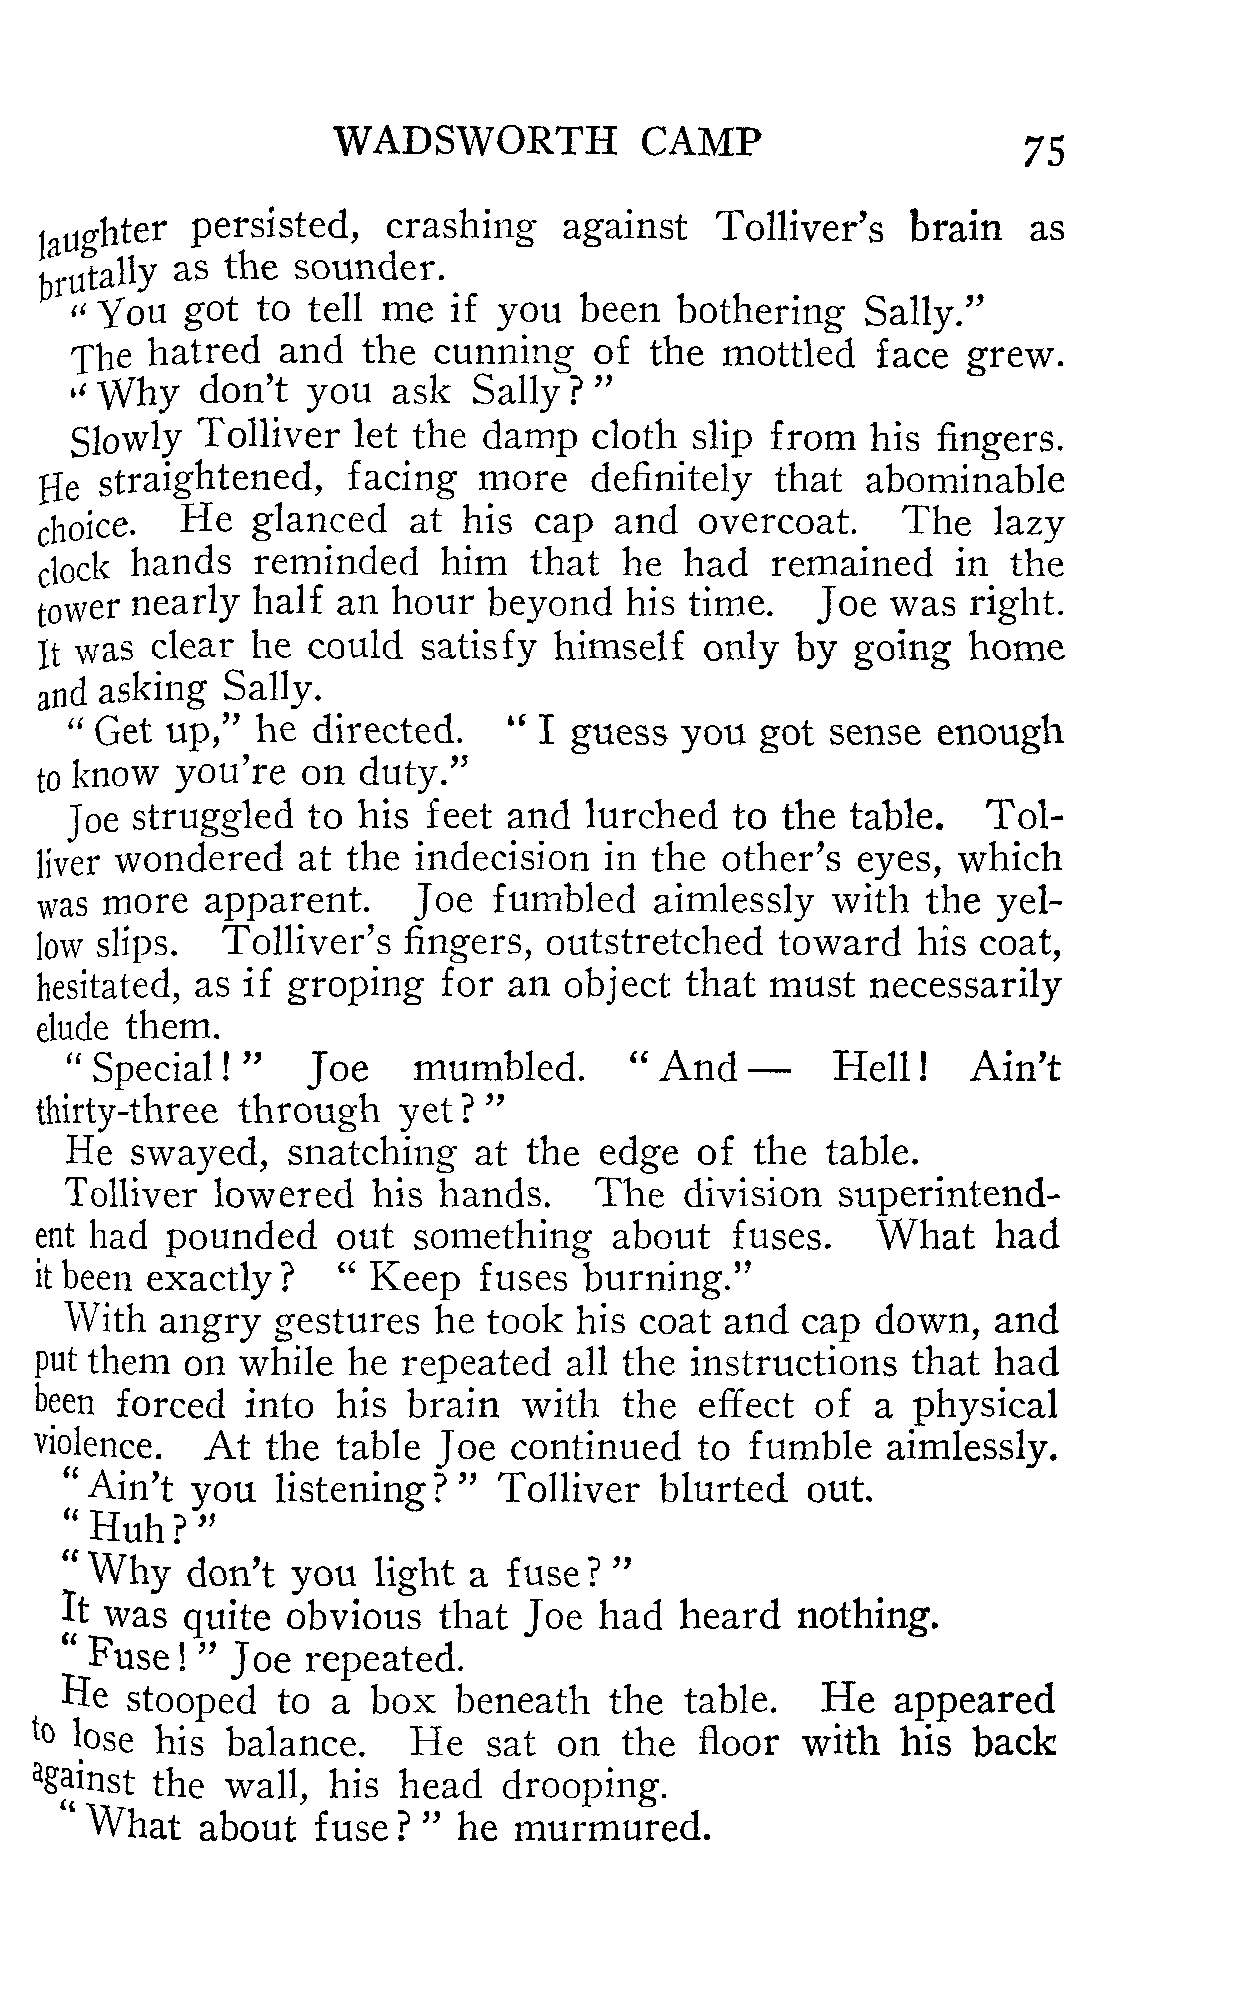 WADSWORTH CAMP 75
laughter persisted, crashing against Tolliver's brain as
brutally as the sounder.
"You got to tell me if you been bothering Sally."
The hatred and the cunning of the mottled face grew.
"Why don't you ask Sally?"
Slowly Tolliver let the damp cloth slip from his fingers.
He straightened, facing more definitely that abominable
choice. He glanced at his cap and overcoat. The lazy
clock hands reminded him that he had remained in the
tower nearly half an hour beyond his time. Joe was right.
It was clear he could satisfy himself only by going home
and asking Sally.
"Get up," he directed. "I guess you got sense enough
to know you're on duty."
Joe struggled to his feet and lurched to the table. Tol-
liver wondered at the indecision in the other's eyes, which
was more apparent. Joe fumbled aimlessly with the yel-
low slips. Tolliver's fingers, outstretched toward his coat,
hesitated, as if groping for an object that must necessarily
elude them.
"Special!" Joe mumbled. "And— Hell! Ain't
thirty-three through yet?"
He swayed, snatching at the edge of the table.
Tolliver lowered his hands. The division superintend-
ent had pounded out something about fuses. What had
it been exactly? "Keep fuses burning."
With angry gestures he took his coat and cap down, and
put them on while he repeated all the instructions that had
been forced into his brain with the effect of a physical
violence. At the table Joe continued to fumble aimlessly.
"Ain't you listening?" Tolliver blurted out.
"Huh?"
"Why don't you light a fuse?"
It was quite obvious that Joe had heard nothing.
"Fuse!" Joe repeated.
He stooped to a box beneath the table. He appeared
to lose his balance. He sat on the floor with his back
against the wall, his head drooping.
"What about fuse?" he murmured.